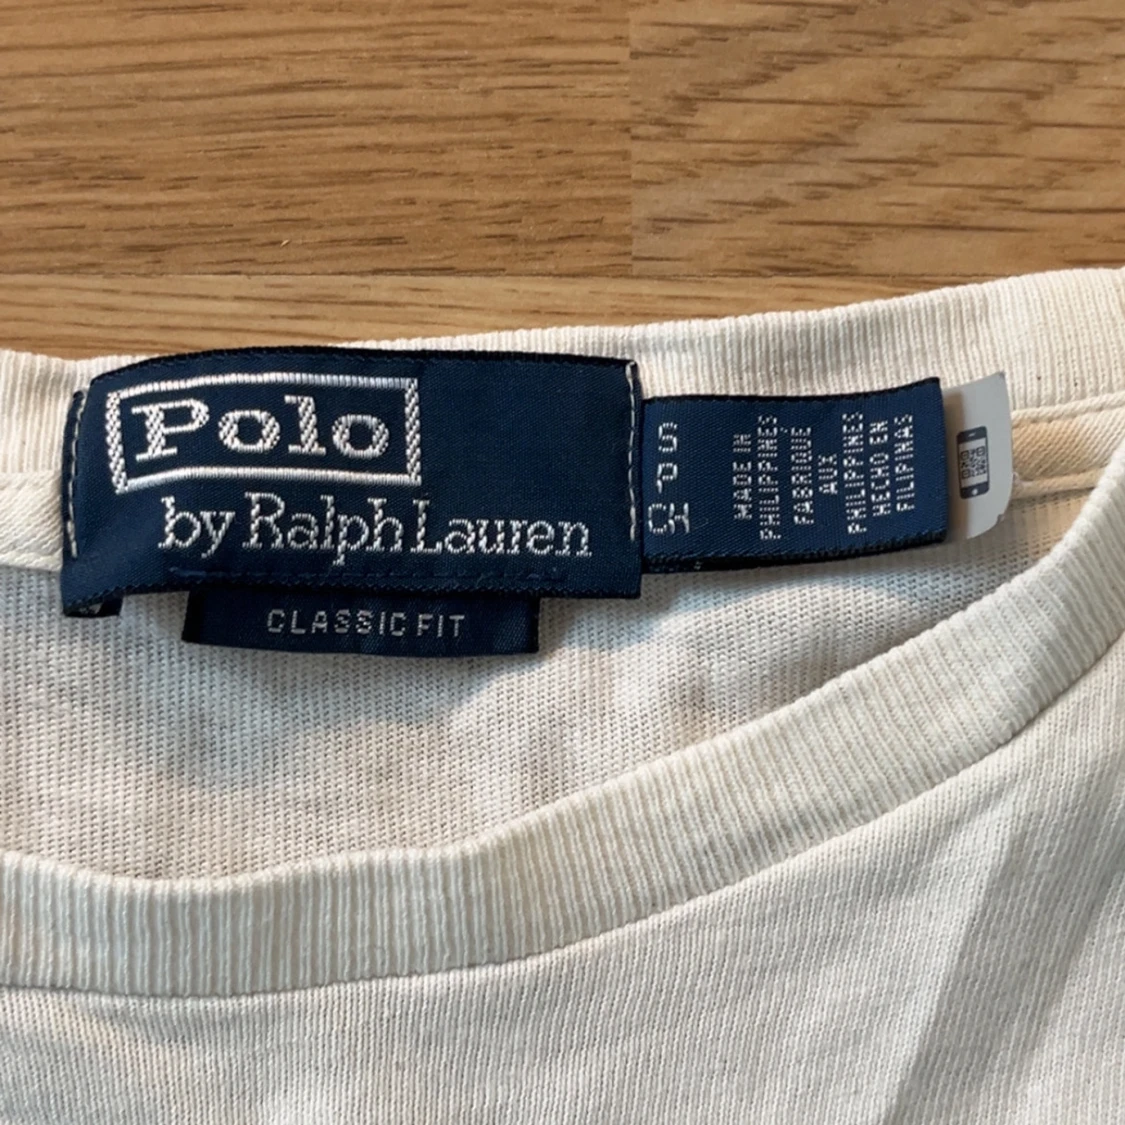 Polo
by Ralph Lauren
CLASSIC FIT
S
P
CH
MADE IN
PHILIPPINES
FABRIQUÉ
AUX
PHILIPPINES
HECHO EN
FILIPINAS